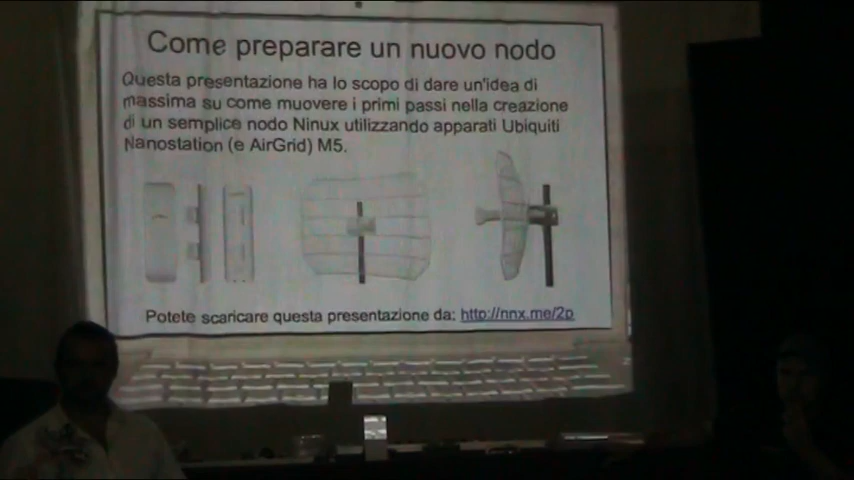 Come preparare un nuovo nodo
Questa presentazione ha lo scopo di dare un'idea di
massima su come muovere i primi passi nella creazione
di un semplice nodo Ninux utilizzando apparati Ubiquiti
Nanostation (e AirGrid) M5.
Potete scaricare questa presentazione da: http://nnx.me/2p